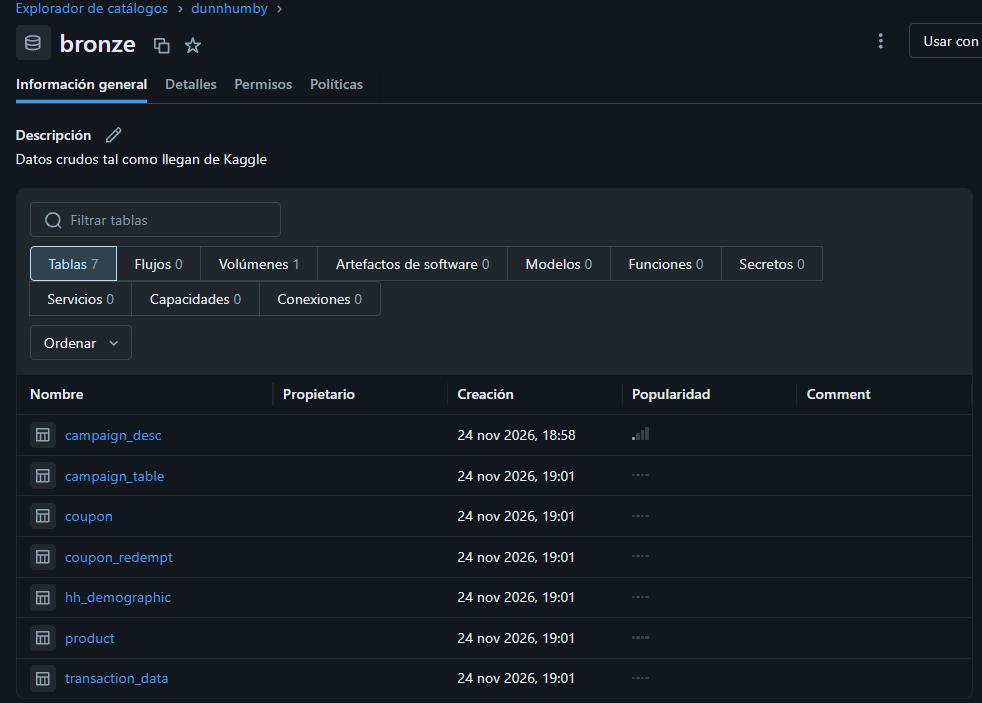 Explorador de catálogos › dunnhumby ›
bronze
Usar con
Información general Detalles Permisos Políticas
Descripción
Datos crudos tal como llegan de Kaggle
Filtrar tablas
Tablas 7 Flujos 0 Volúmenes 1 Artefactos de software 0 Modelos 0 Funciones 0 Secretos 0
Servicios 0 Capacidades 0 Conexiones 0
Ordenar
Nombre Propietario Creación Popularidad Comment
campaign_desc 24 nov 2026, 18:58
campaign_table 24 nov 2026, 19:01
coupon 24 nov 2026, 19:01
coupon_redempt 24 nov 2026, 19:01
hh_demographic 24 nov 2026, 19:01
product 24 nov 2026, 19:01
transaction_data 24 nov 2026, 19:01